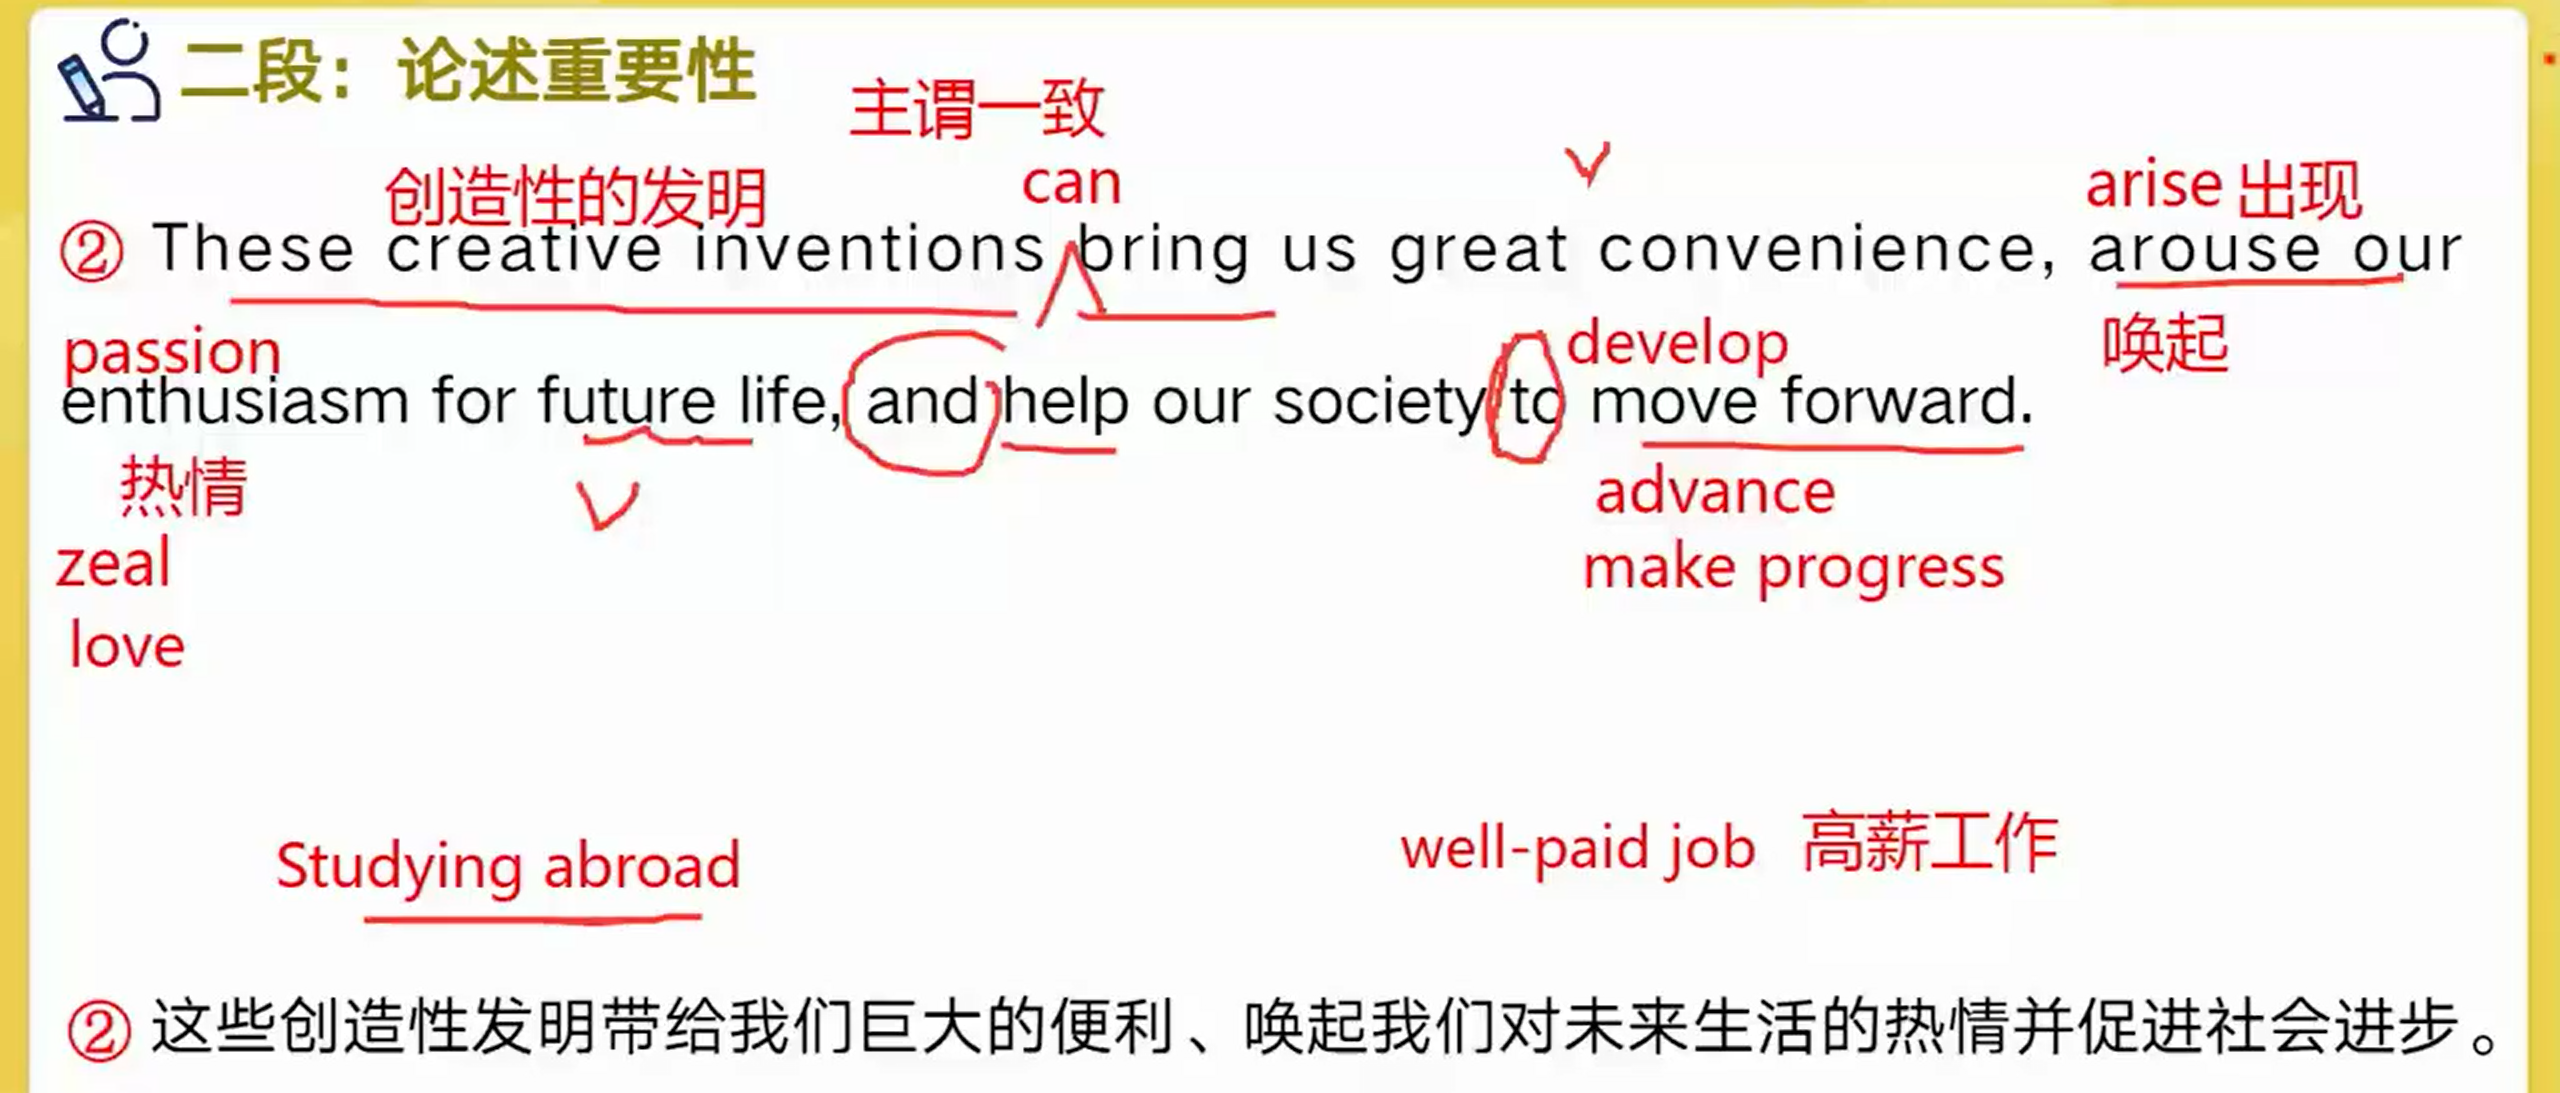 二段：论述重要性
主谓一致
创造性的发明
can
arise 出现
② These creative inventions bring us great convenience, arouse our
passion
develop
唤起
enthusiasm for future life, and help our society to move forward.
热情
advance
zeal
make progress
love
Studying abroad
well-paid job 高薪工作
② 这些创造性发明带给我们巨大的便利、唤起我们对未来生活的热情并促进社会进步。